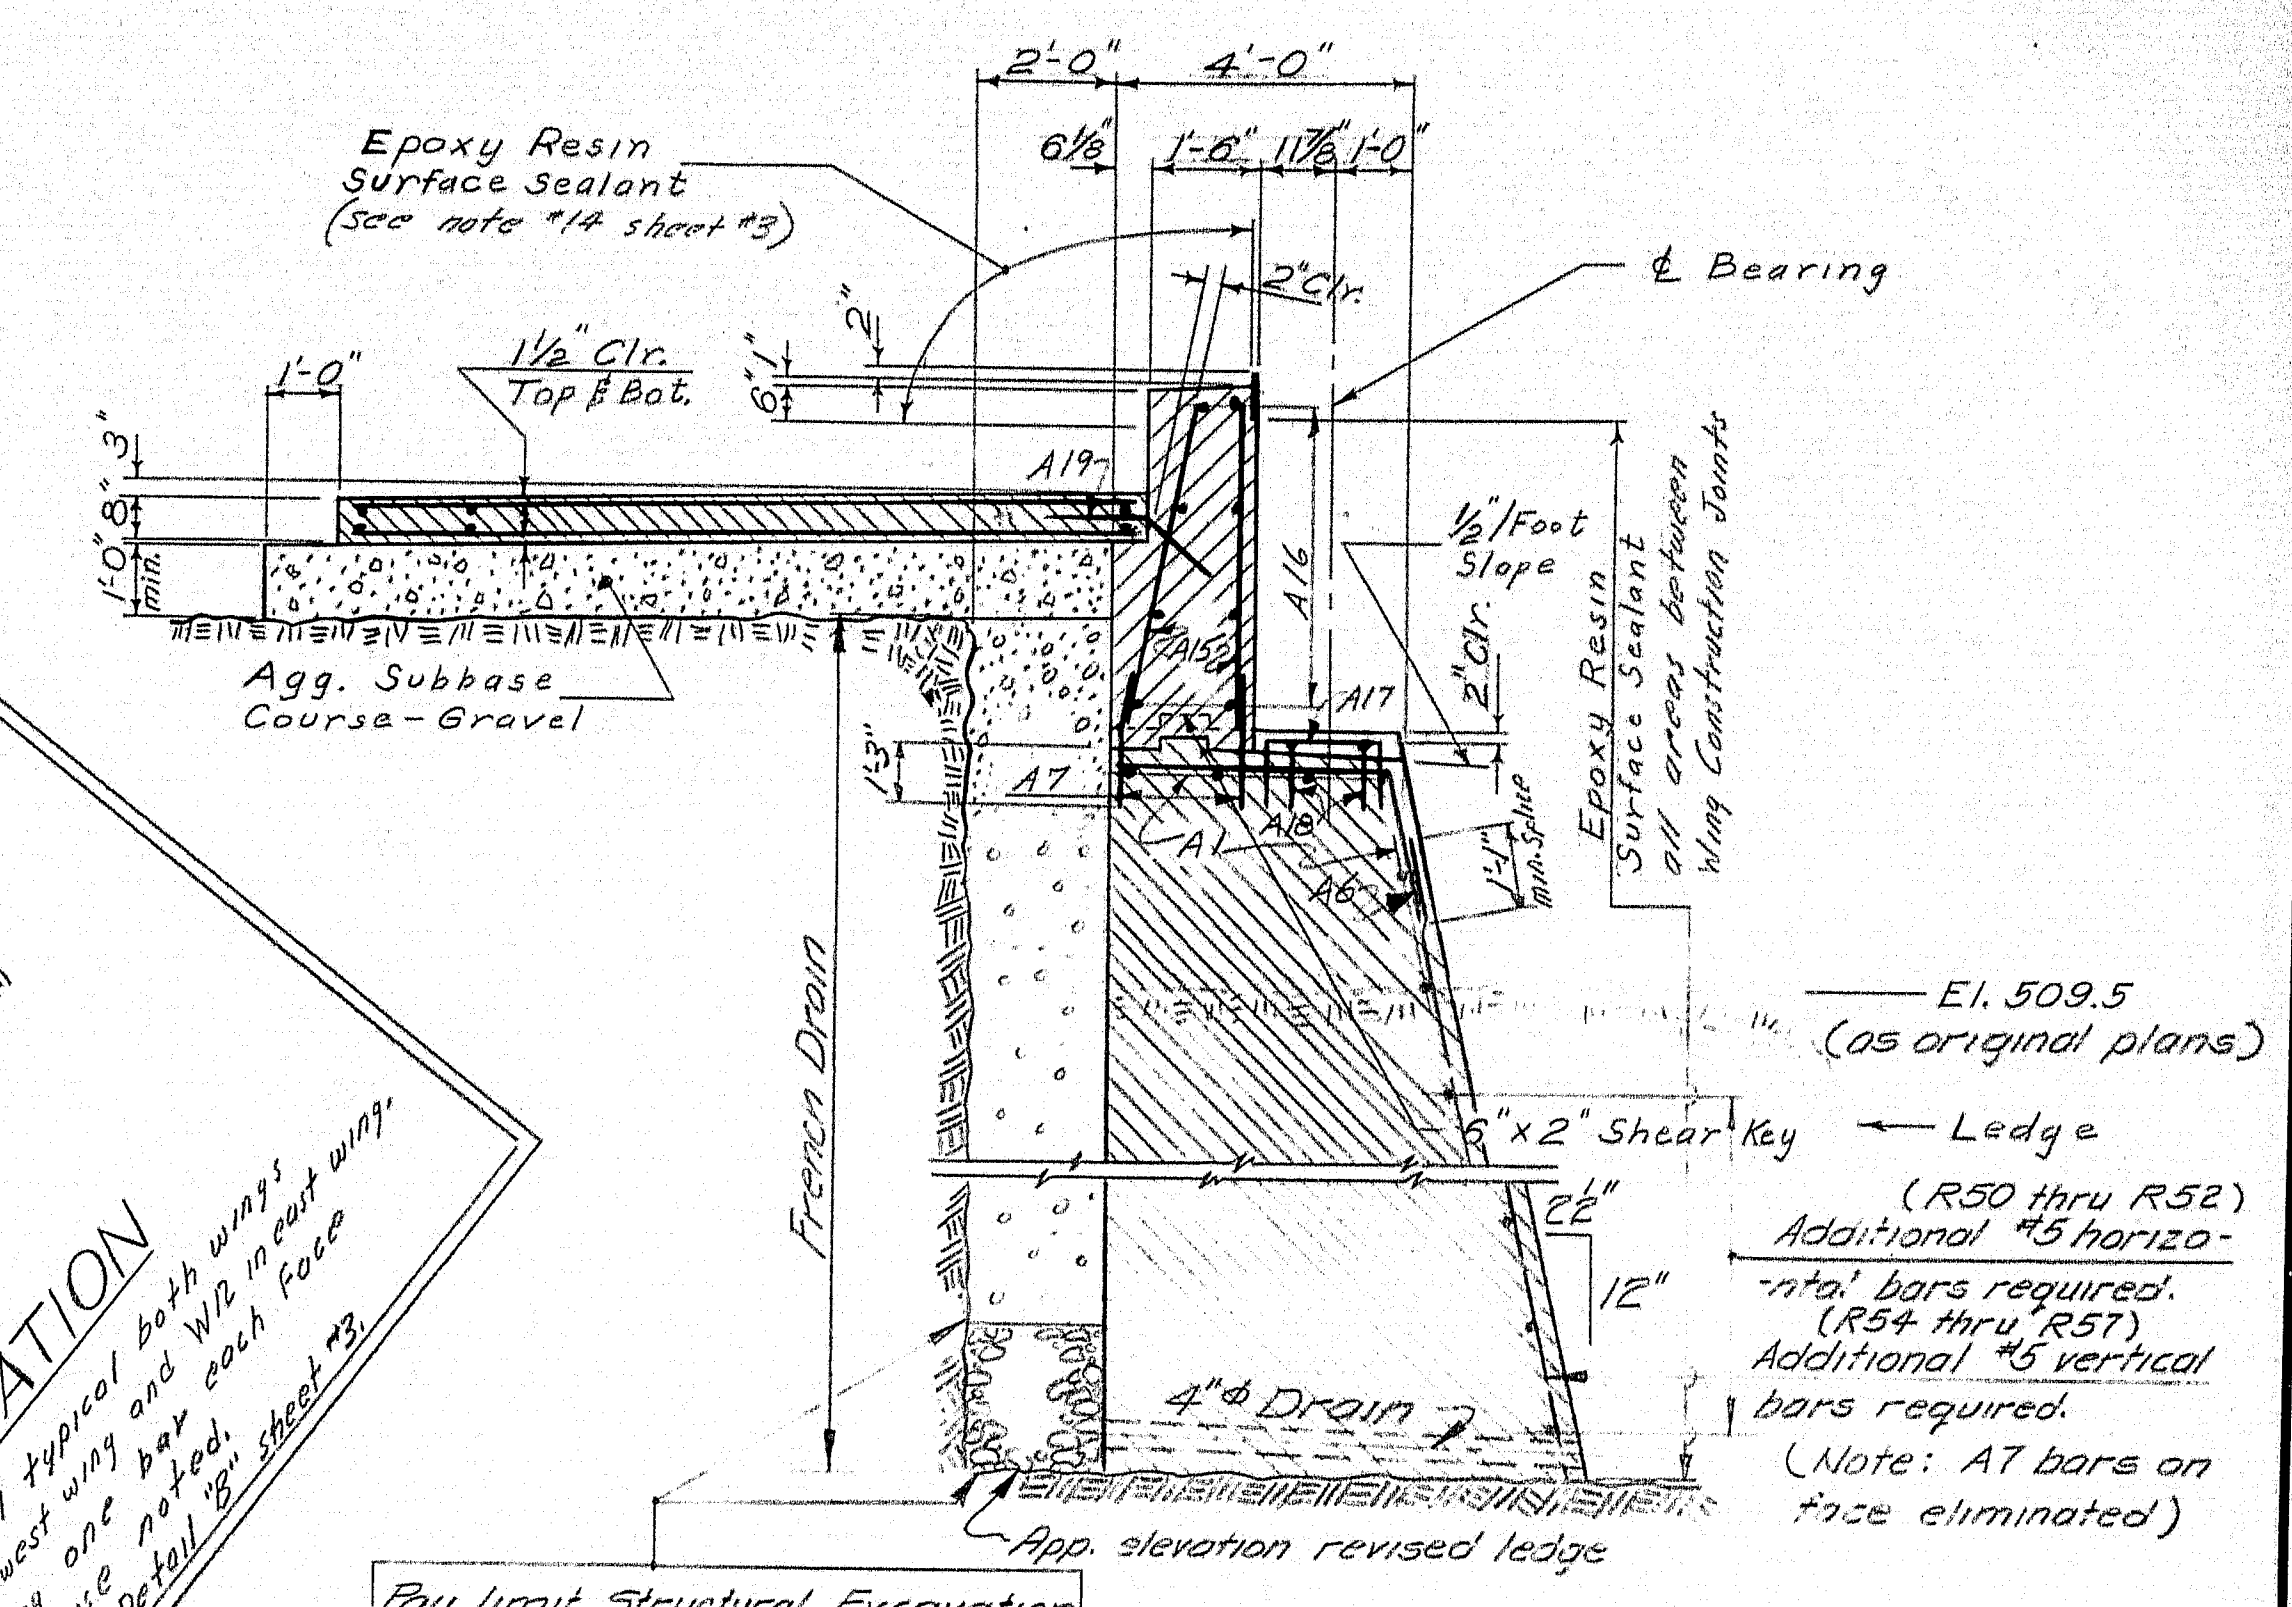 2'-0"
4'-0"
6⅛"
1'-6"
11⅞"
1'-0"
Epoxy Resin
Surface Sealant
(see note #14 sheet #3)
2" Clr.
℄ Bearing
2"
1"
6"
1'-0"
1½" Clr.
Top & Bot.
3"
8"
1'-0"
min.
A19
A16
½"/Foot
Slope
2" Clr.
Epoxy Resin
Surface Sealant
all areas between
Wing Construction Joints
A15
A17
Agg. Subbase
Course - Gravel
1'-3"
A7
A18
A1
A6
1'-1"
min. Splice
French Drain
El. 509.5
(as original plans)
6" x 2" Shear Key
Ledge
(R50 thru R52)
Additional #5 horizo-
-ntal bars required.
(R54 thru R57)
Additional #5 vertical
bars required.
(Note: A7 bars on
face eliminated)
2½"
12"
4"ϕ Drain
App. elevation revised ledge
Pay limit Structural Excavation
ATION
typical both wings
west wing and W12 in east wing.
one bar each Face
noted.
Detail "B" sheet #3.